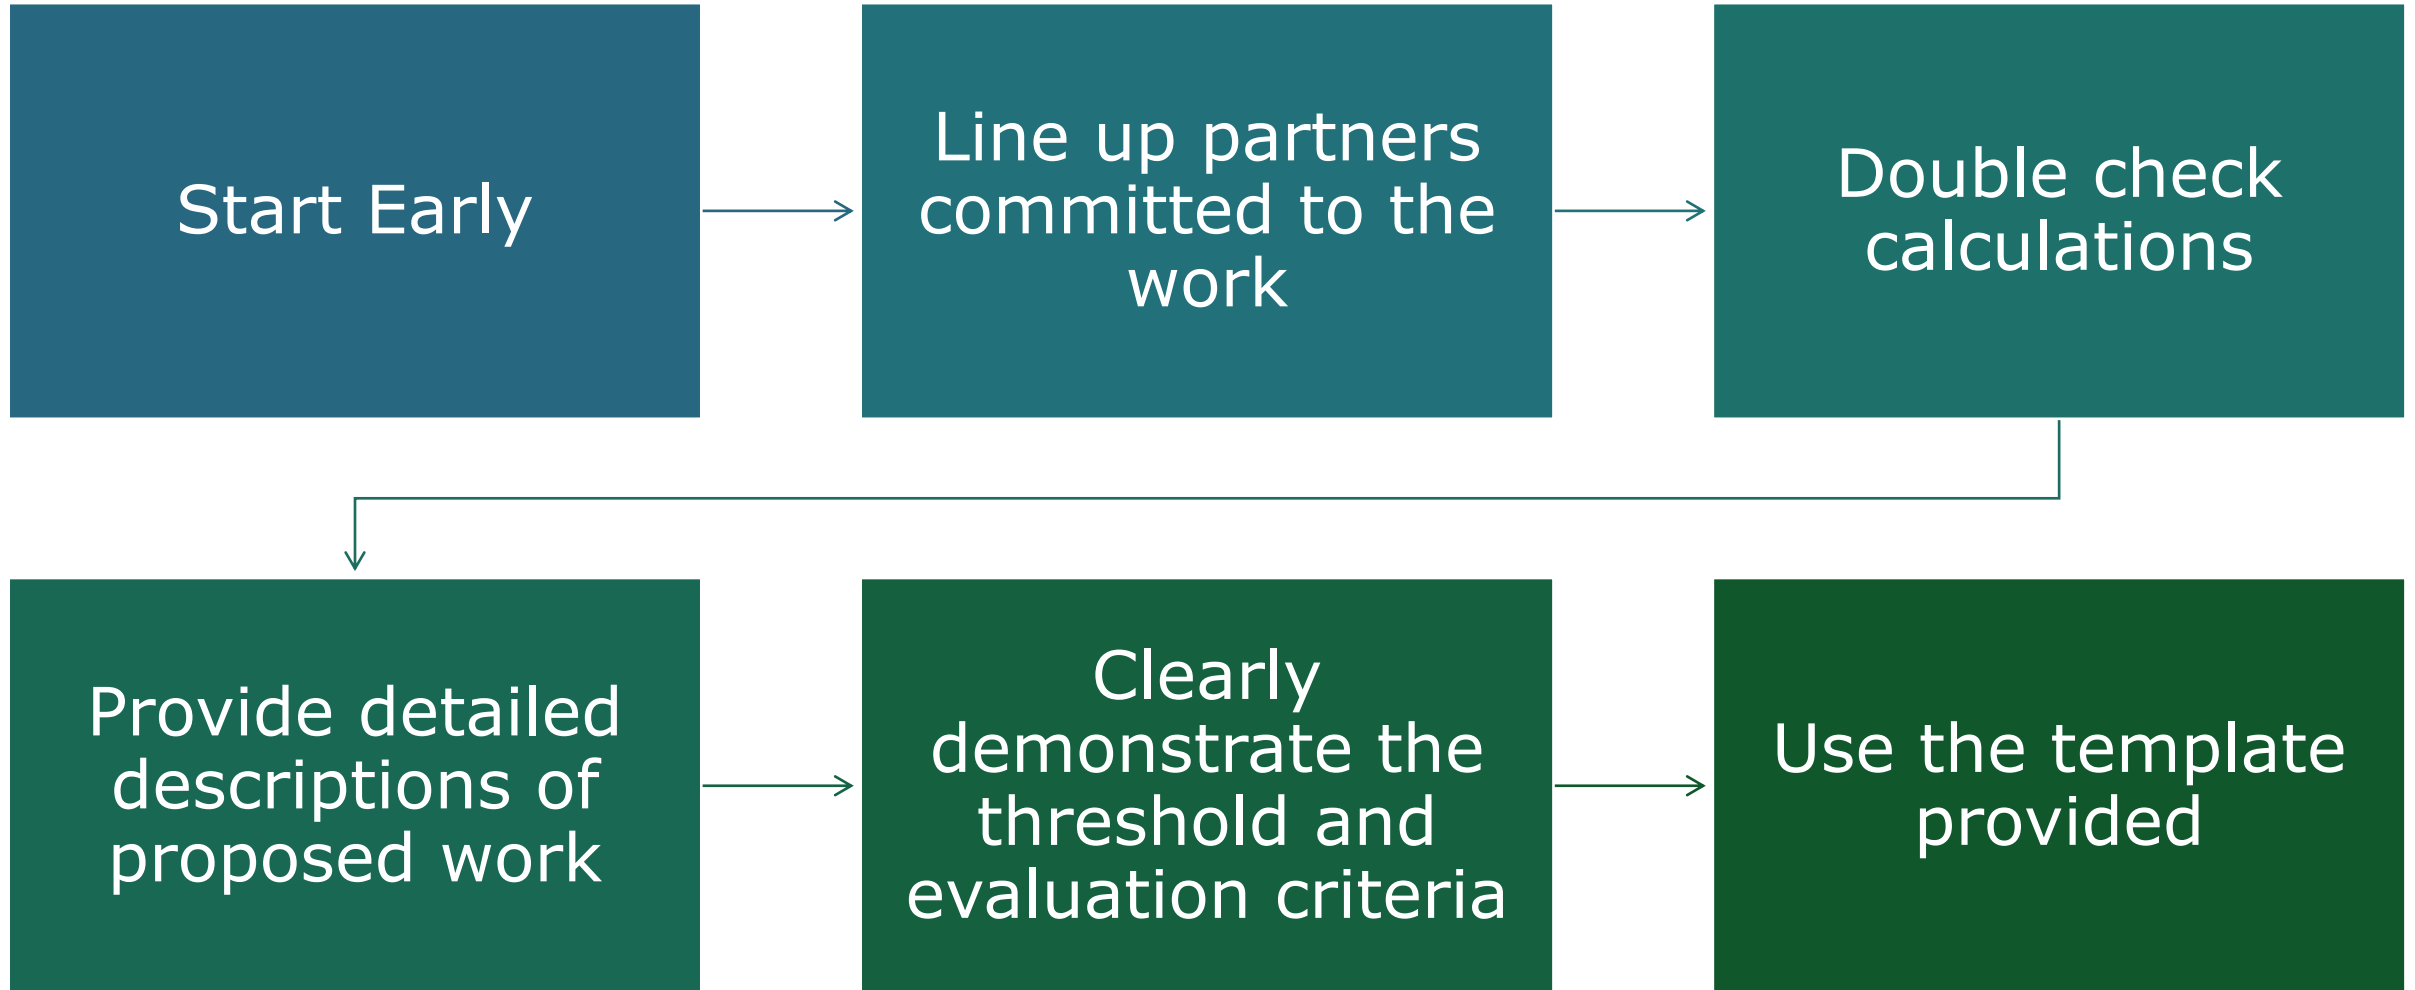 Start Early
Line up partners
committed to the
work
Double check
calculations
Provide detailed
descriptions of
proposed work
Clearly
demonstrate the
threshold and
evaluation criteria
Use the template
provided